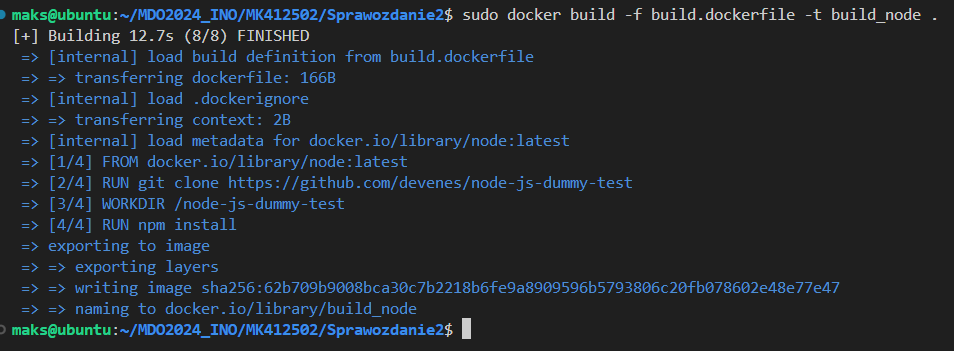 maks@ubuntu:~/MDO2024_INO/MK412502/Sprawozdanie2$ sudo docker build -f build.dockerfile -t build_node .
[+] Building 12.7s (8/8) FINISHED
=> [internal] load build definition from build.dockerfile
=> => transferring dockerfile: 166B
=> [internal] load .dockerignore
=> => transferring context: 2B
=> [internal] load metadata for docker.io/library/node:latest
=> [1/4] FROM docker.io/library/node:latest
=> [2/4] RUN git clone https://github.com/devenes/node-js-dummy-test
=> [3/4] WORKDIR /node-js-dummy-test
=> [4/4] RUN npm install
=> exporting to image
=> => exporting layers
=> => writing image sha256:62b709b9008bca30c7b2218b6fe9a8909596b5793806c20fb078602e48e77e47
=> => naming to docker.io/library/build_node
maks@ubuntu:~/MDO2024_INO/MK412502/Sprawozdanie2$